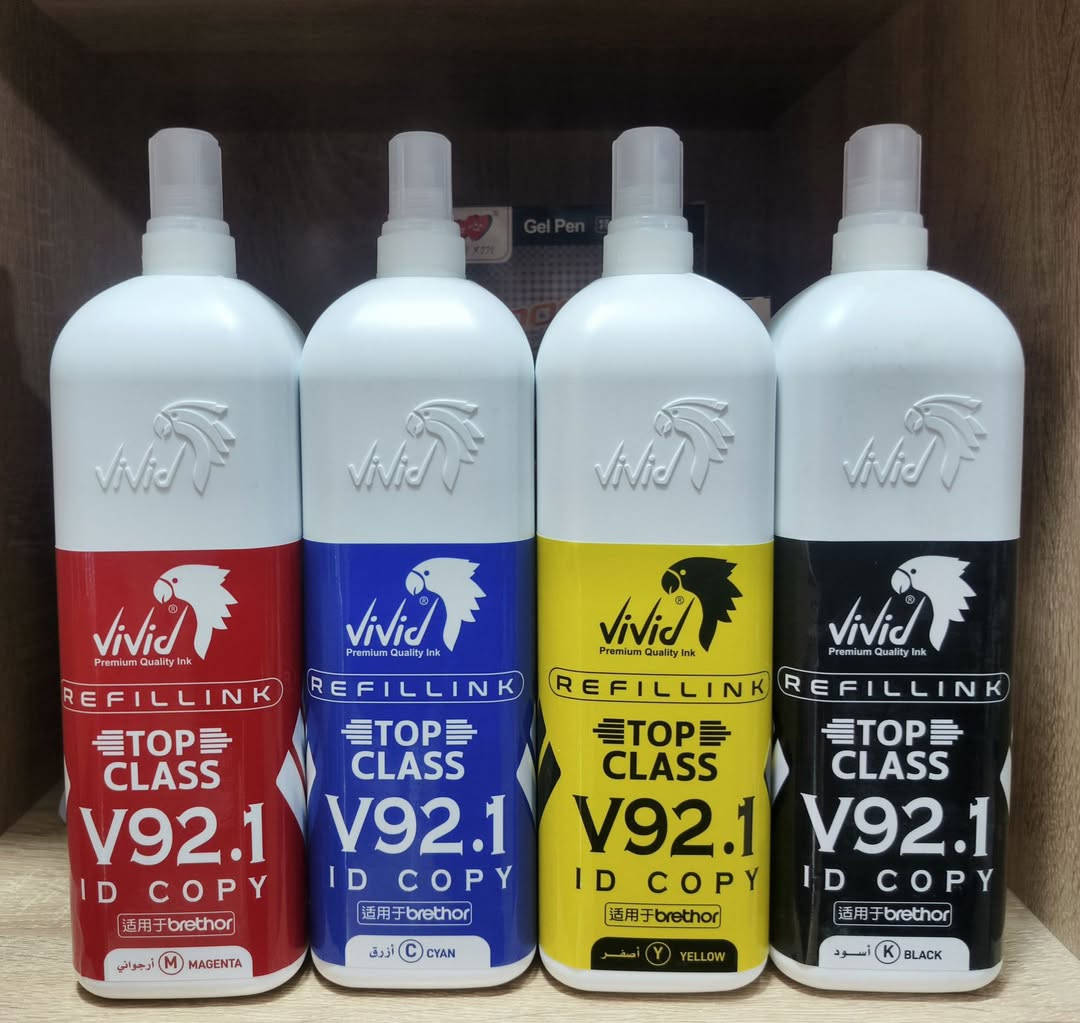 Gel Pen
vivid
vivid
vivid
vivid
vivid®
Premium Quality Ink
REFILLINK
TOP
CLASS
V92.1
ID COPY
适用于brethor
أرجواني M MAGENTA
vivid®
Premium Quality Ink
REFILLINK
TOP
CLASS
V92.1
ID COPY
适用于brethor
أزرق C CYAN
vivid®
Premium Quality Ink
REFILLINK
TOP
CLASS
V92.1
ID COPY
适用于brethor
أصفر Y YELLOW
vivid®
Premium Quality Ink
REFILLINK
TOP
CLASS
V92.1
ID COPY
适用于brethor
أسود K BLACK